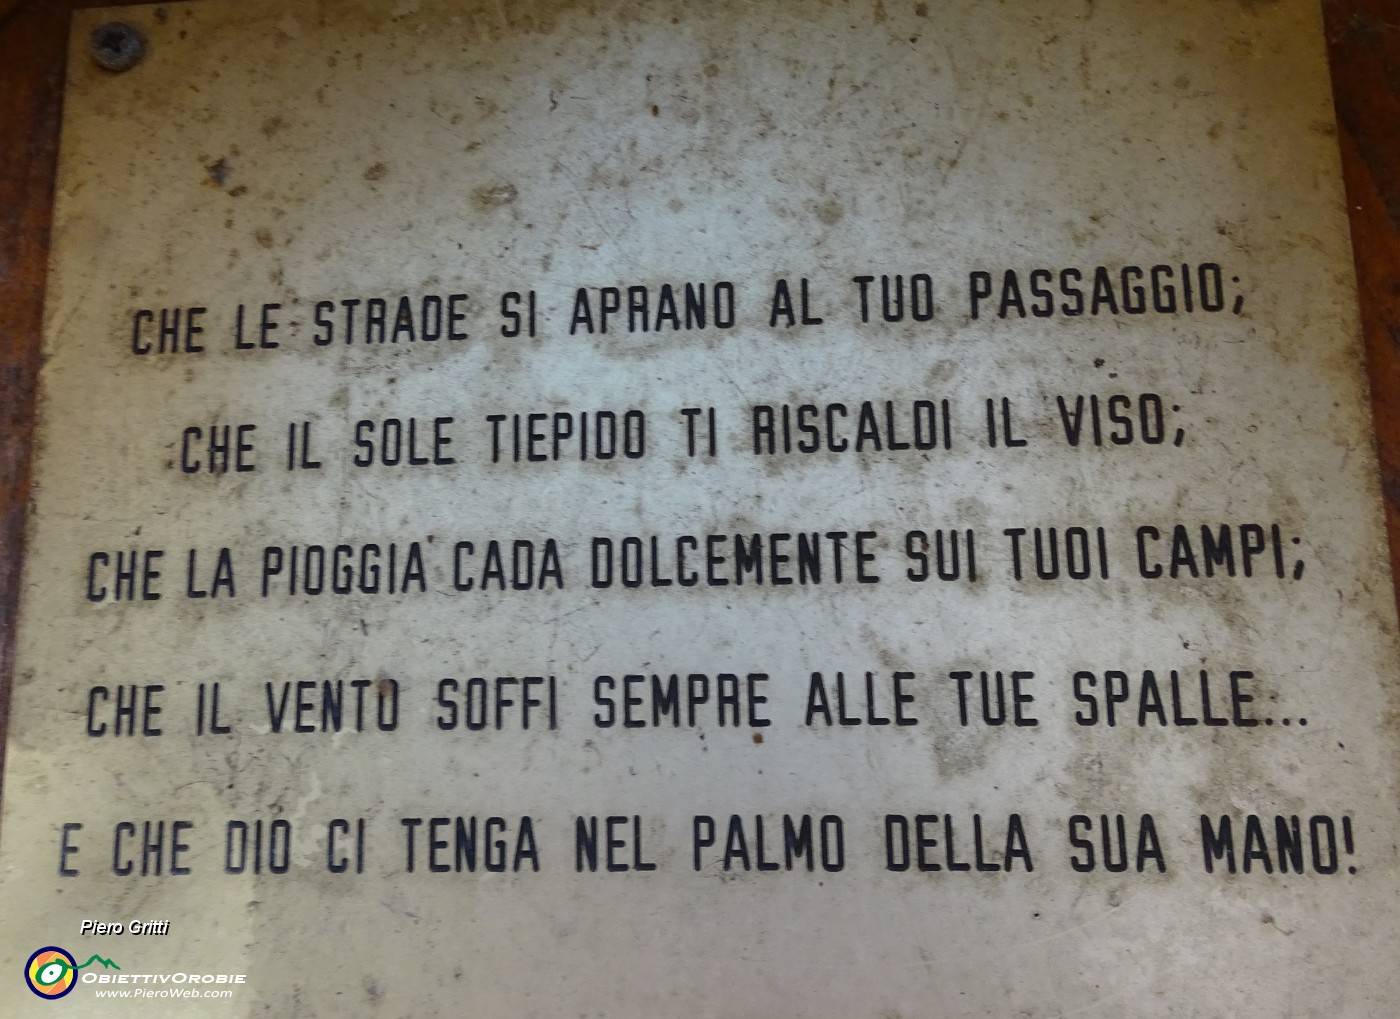 CHE LE STRADE SI APRANO AL TUO PASSAGGIO;
CHE IL SOLE TIEPIDO TI RISCALDI IL VISO;
CHE LA PIOGGIA CADA DOLCEMENTE SUI TUOI CAMPI;
CHE IL VENTO SOFFI SEMPRE ALLE TUE SPALLE...
E CHE DIO CI TENGA NEL PALMO DELLA SUA MANO!
Piero Gritti
OBIETTIVOROBIE
www.PieroWeb.com